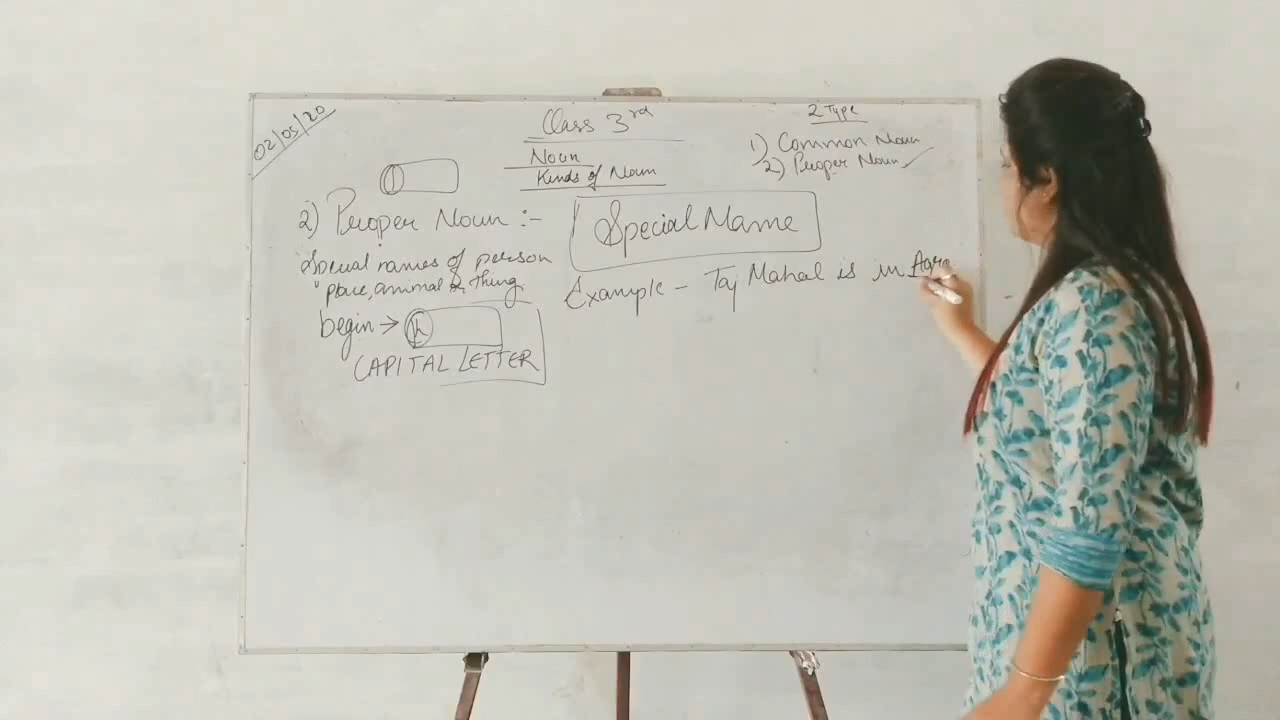 02/05/20
Class 3rd
Noun
Kinds of Noun
2 Type
1) Common Noun
2) Proper Noun ✓
2) Proper Noun :-
Special names of person
place, animal & thing
begin →
CAPITAL LETTER
Special Name
Example - Taj Mahal is in Agra